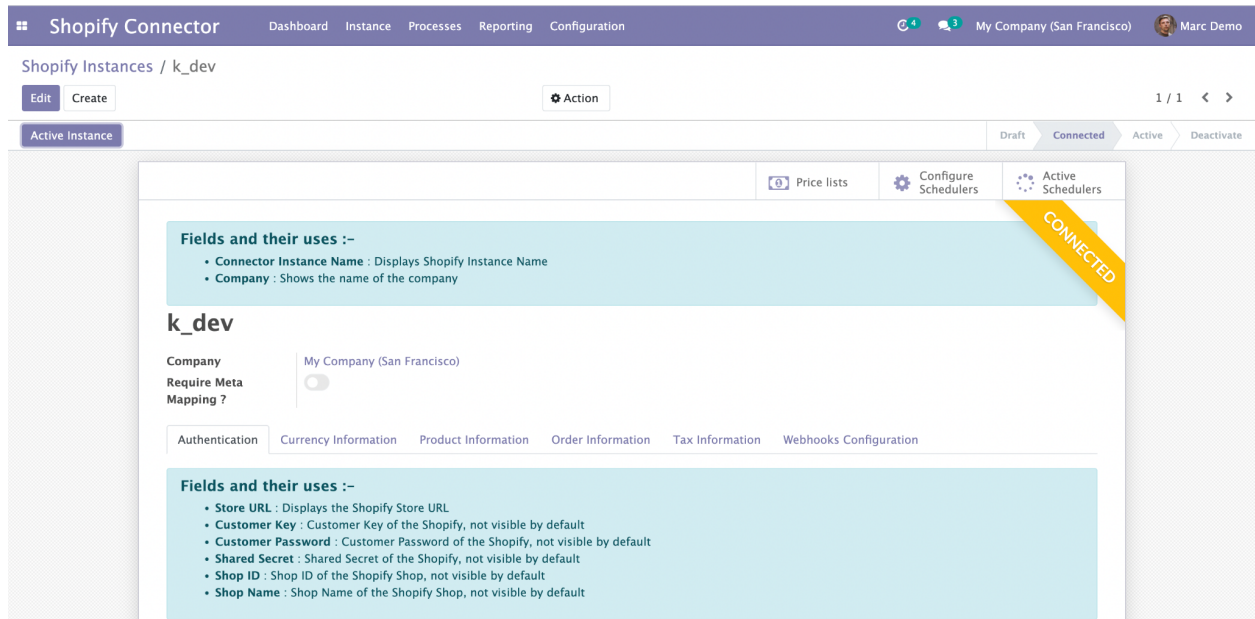 Shopify Connector Dashboard Instance Processes Reporting Configuration 4 3 My Company (San Francisco) Marc Demo
Shopify Instances / k_dev
Edit Create Action 1 / 1
Active Instance Draft Connected Active Deactivate
Price lists Configure Schedulers Active Schedulers
CONNECTED
Fields and their uses :-
• Connector Instance Name : Displays Shopify Instance Name
• Company : Shows the name of the company
k_dev
Company My Company (San Francisco)
Require Meta
Mapping ?
Authentication Currency Information Product Information Order Information Tax Information Webhooks Configuration
Fields and their uses :-
• Store URL : Displays the Shopify Store URL
• Customer Key : Customer Key of the Shopify, not visible by default
• Customer Password : Customer Password of the Shopify, not visible by default
• Shared Secret : Shared Secret of the Shopify, not visible by default
• Shop ID : Shop ID of the Shopify Shop, not visible by default
• Shop Name : Shop Name of the Shopify Shop, not visible by default